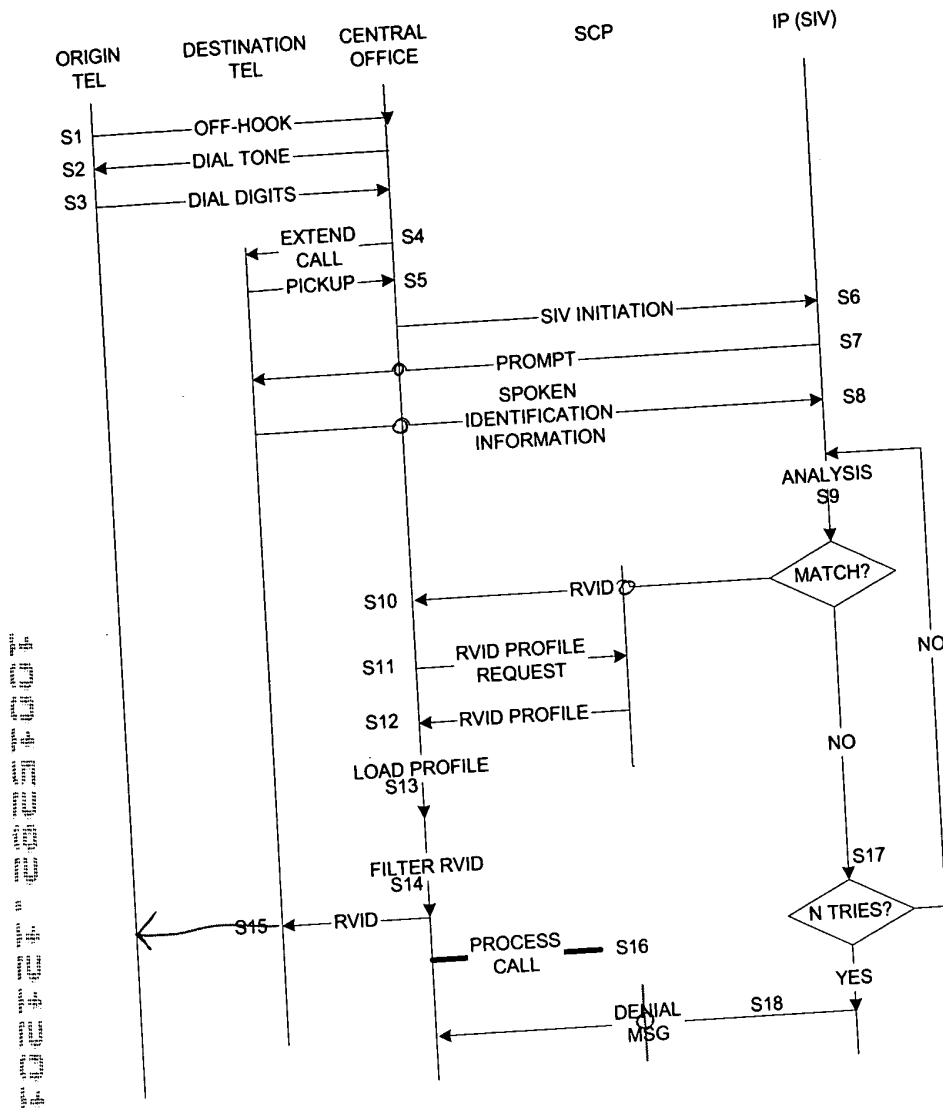 ORIGIN
TEL
DESTINATION
TEL
CENTRAL
OFFICE
SCP
IP (SIV)
S1
OFF-HOOK
S2
DIAL TONE
S3
DIAL DIGITS
EXTEND
CALL
S4
PICKUP
S5
SIV INITIATION
S6
PROMPT
S7
SPOKEN
IDENTIFICATION
INFORMATION
S8
ANALYSIS
S9
MATCH?
S10
RVID
S11
RVID PROFILE
REQUEST
NO
S12
RVID PROFILE
NO
LOAD PROFILE
S13
S17
FILTER RVID
S14
N TRIES?
S15
RVID
PROCESS
CALL
S16
YES
DENIAL
MSG
S18